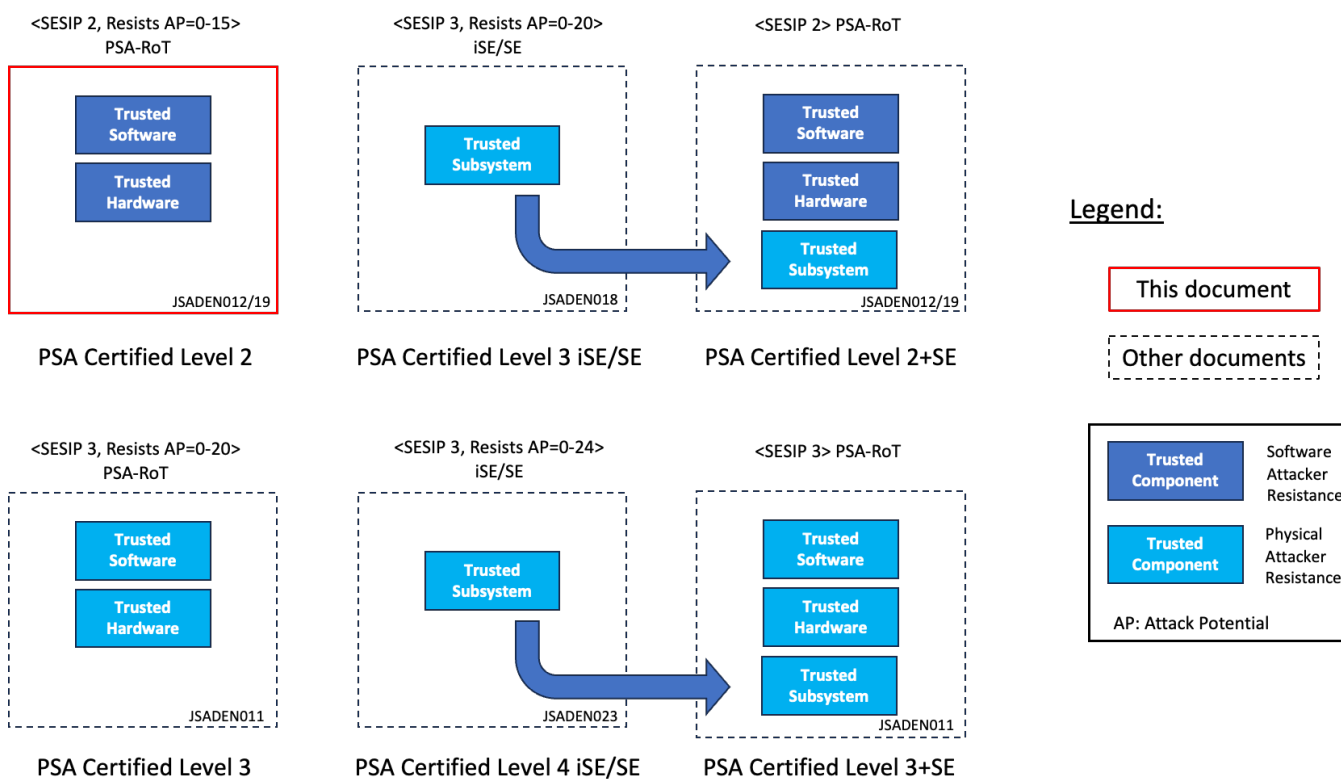 <SESIP 2, Resists AP=0-15>
PSA-RoT
Trusted
Software
Trusted
Hardware
JSADEN012/19
PSA Certified Level 2
<SESIP 3, Resists AP=0-20>
iSE/SE
Trusted
Subsystem
JSADEN018
PSA Certified Level 3 iSE/SE
<SESIP 2> PSA-RoT
Trusted
Software
Trusted
Hardware
Trusted
Subsystem
JSADEN012/19
PSA Certified Level 2+SE
<SESIP 3, Resists AP=0-20>
PSA-RoT
Trusted
Software
Trusted
Hardware
JSADEN011
PSA Certified Level 3
<SESIP 3, Resists AP=0-24>
iSE/SE
Trusted
Subsystem
JSADEN023
PSA Certified Level 4 iSE/SE
<SESIP 3> PSA-RoT
Trusted
Software
Trusted
Hardware
Trusted
Subsystem
JSADEN011
PSA Certified Level 3+SE
Legend:
This document
Other documents
Trusted
Component
Software
Attacker
Resistance
Trusted
Component
Physical
Attacker
Resistance
AP: Attack Potential